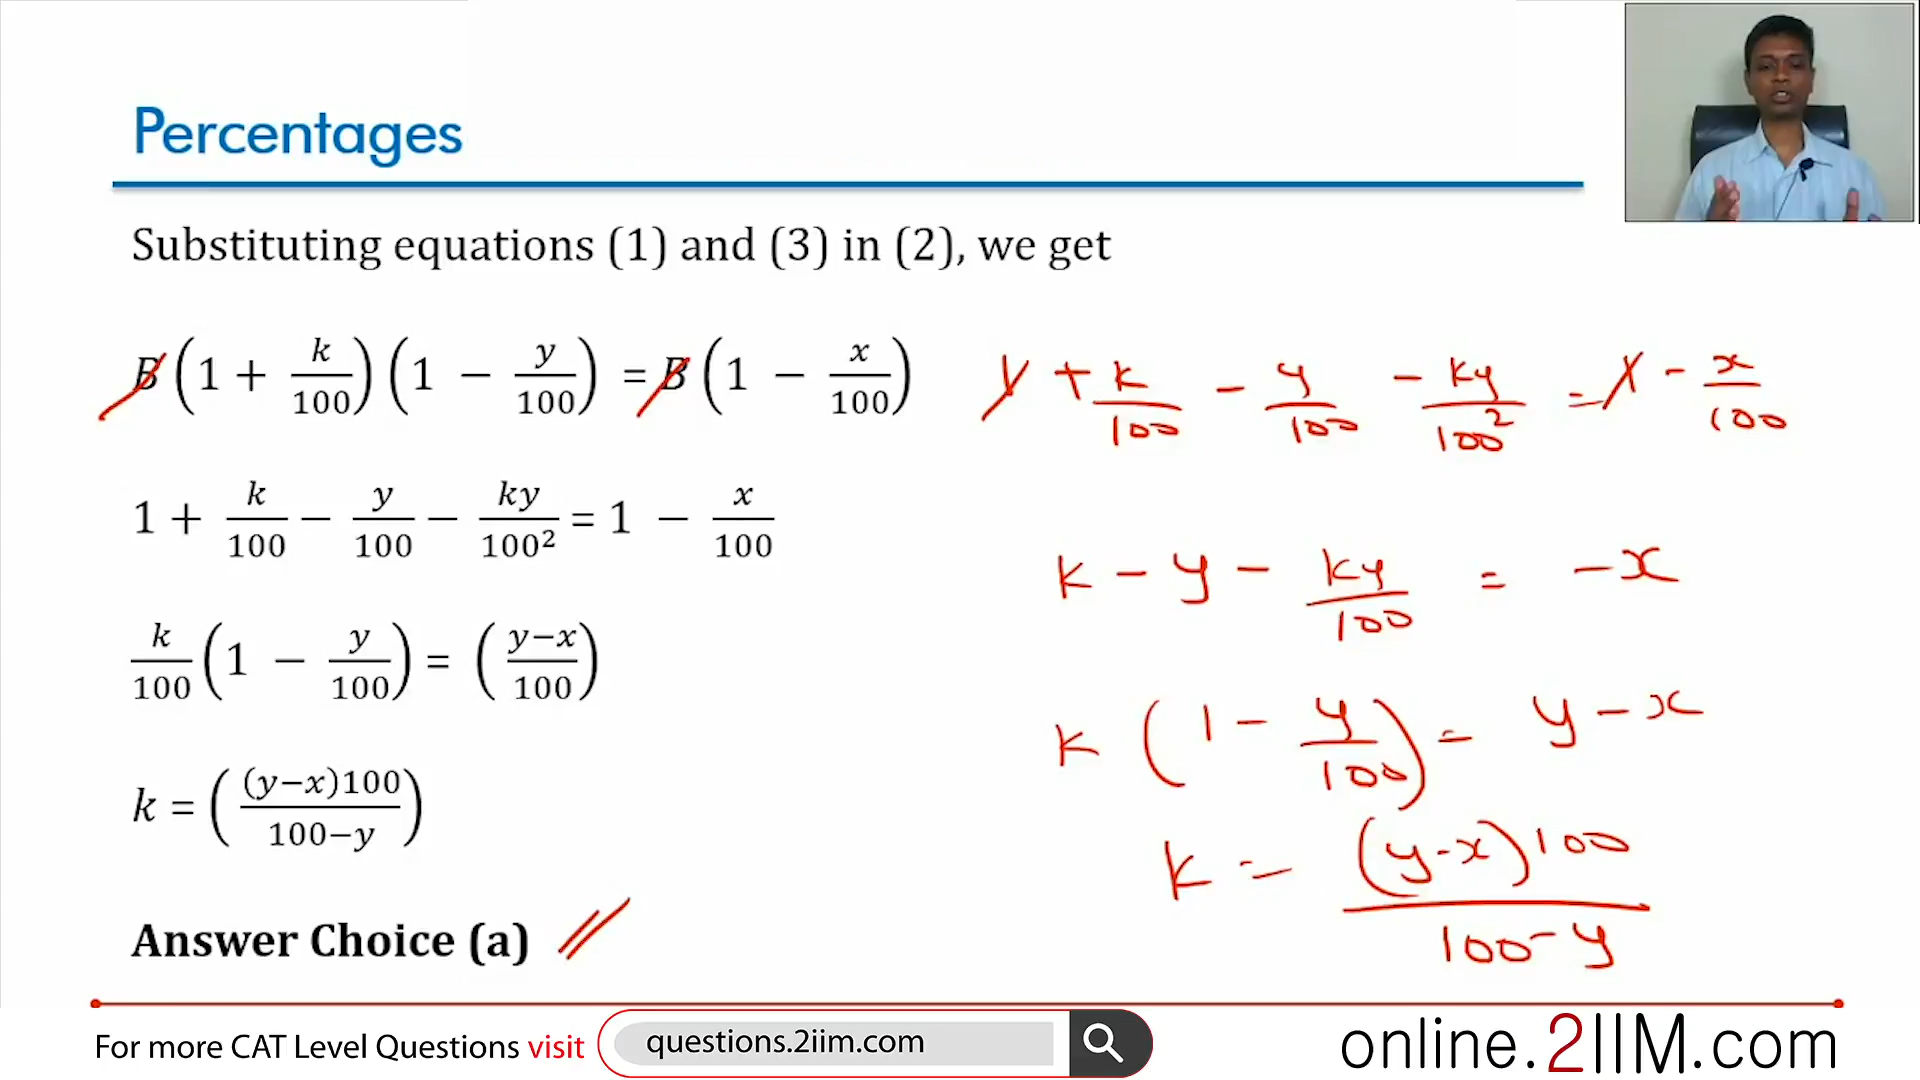 Percentages
Substituting equations (1) and (3) in (2), we get
B(1 + k/100)(1 − y/100) = B(1 − x/100)
1 + k/100 − y/100 − ky/100² = 1 − x/100
k/100(1 − y/100) = (y−x/100)
k = ((y−x)100/100−y)
Answer Choice (a)
1 + k/100 − y/100 − ky/100² = 1 − x/100
k − y − ky/100 = −x
k(1 − y/100) = y − x
k = (y-x)100/100-y
For more CAT Level Questions visit questions.2iim.com
online.2IIM.com